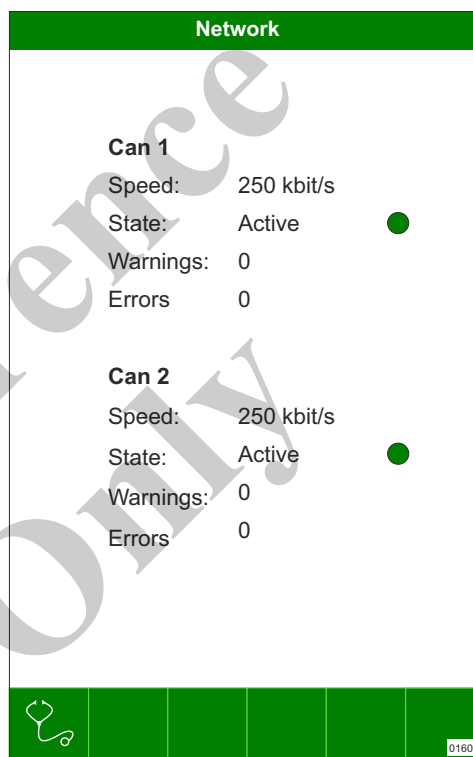 Network
Can 1
Speed: 250 kbit/s
State: Active
Warnings: 0
Errors 0
Can 2
Speed: 250 kbit/s
State: Active
Warnings: 0
Errors 0
0160
ence
Only